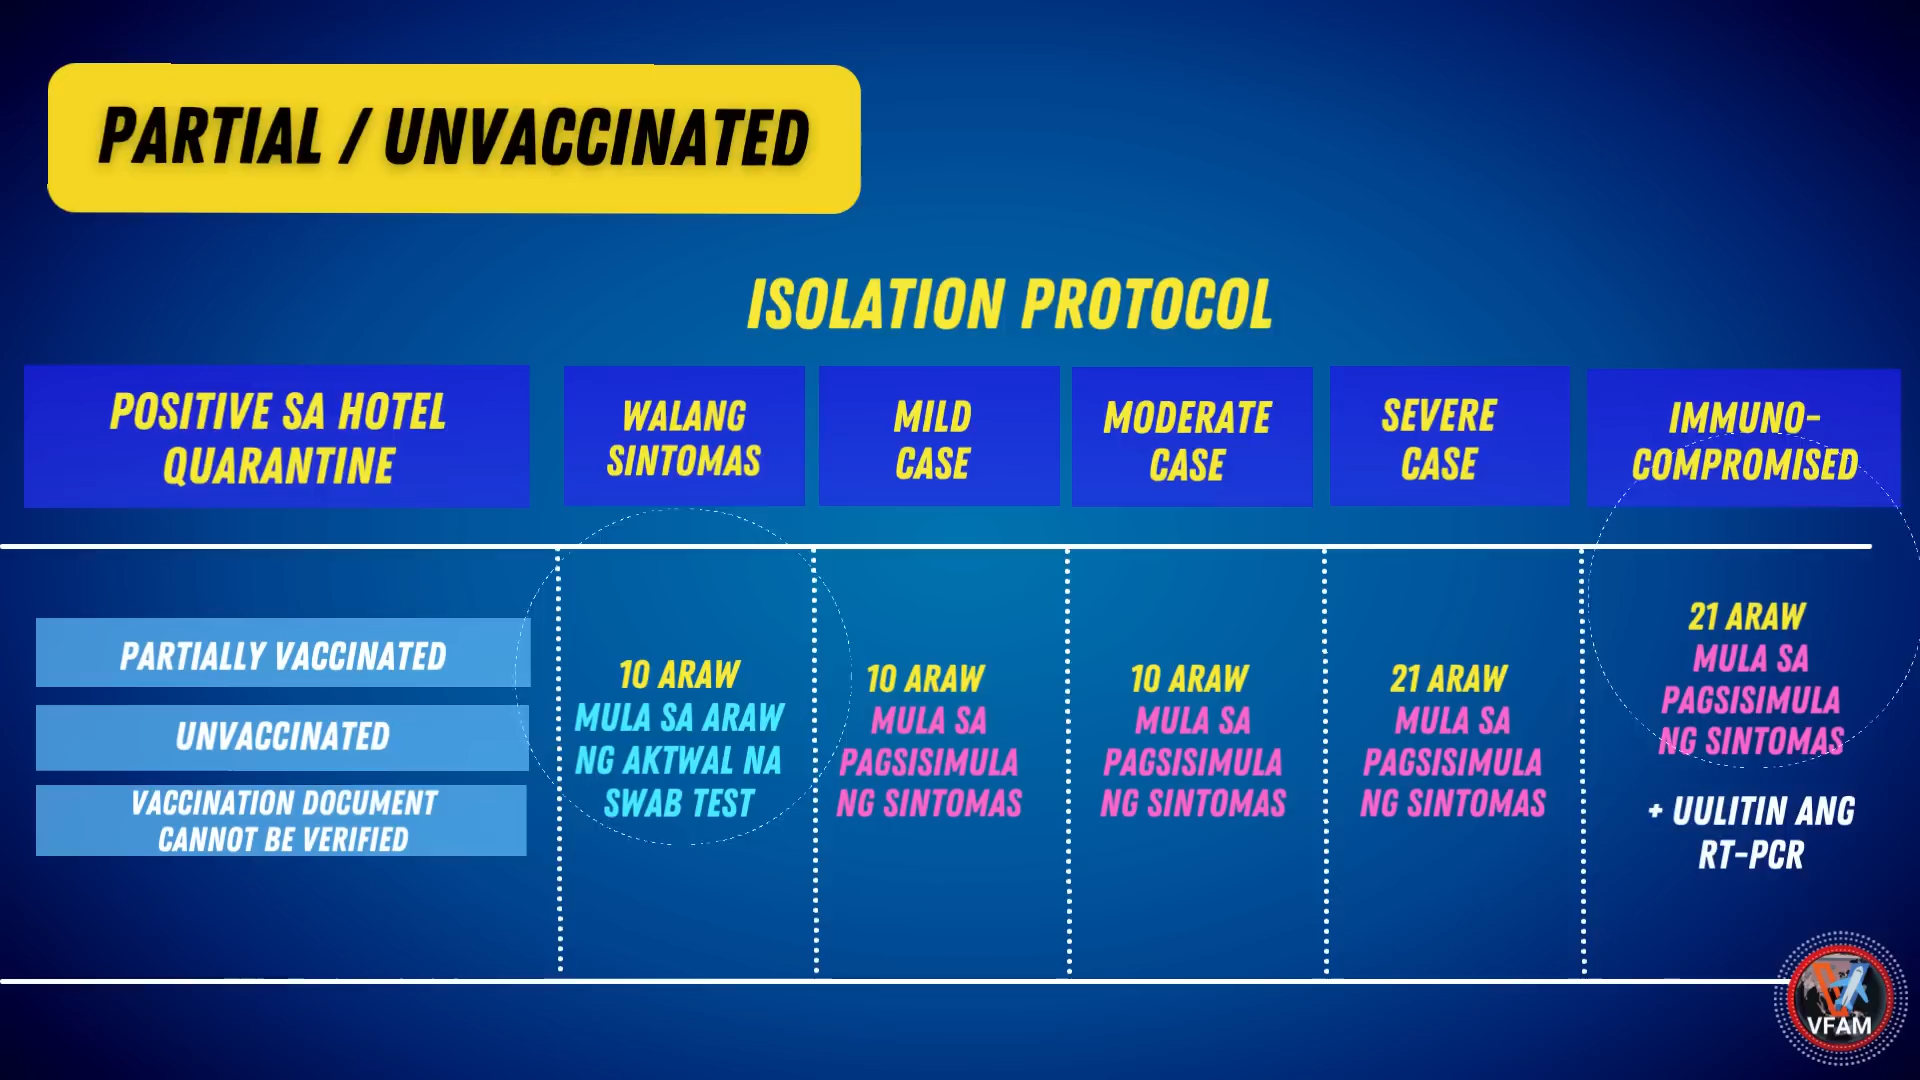 PARTIAL / UNVACCINATED
ISOLATION PROTOCOL
POSITIVE SA HOTEL
QUARANTINE
WALANG
SINTOMAS
MILD
CASE
MODERATE
CASE
SEVERE
CASE
IMMUNO-
COMPROMISED
PARTIALLY VACCINATED
UNVACCINATED
VACCINATION DOCUMENT
CANNOT BE VERIFIED
10 ARAW
MULA SA ARAW
NG AKTWAL NA
SWAB TEST
10 ARAW
MULA SA
PAGSISIMULA
NG SINTOMAS
10 ARAW
MULA SA
PAGSISIMULA
NG SINTOMAS
21 ARAW
MULA SA
PAGSISIMULA
NG SINTOMAS
21 ARAW
MULA SA
PAGSISIMULA
NG SINTOMAS
+ UULITIN ANG
RT-PCR
VFAM